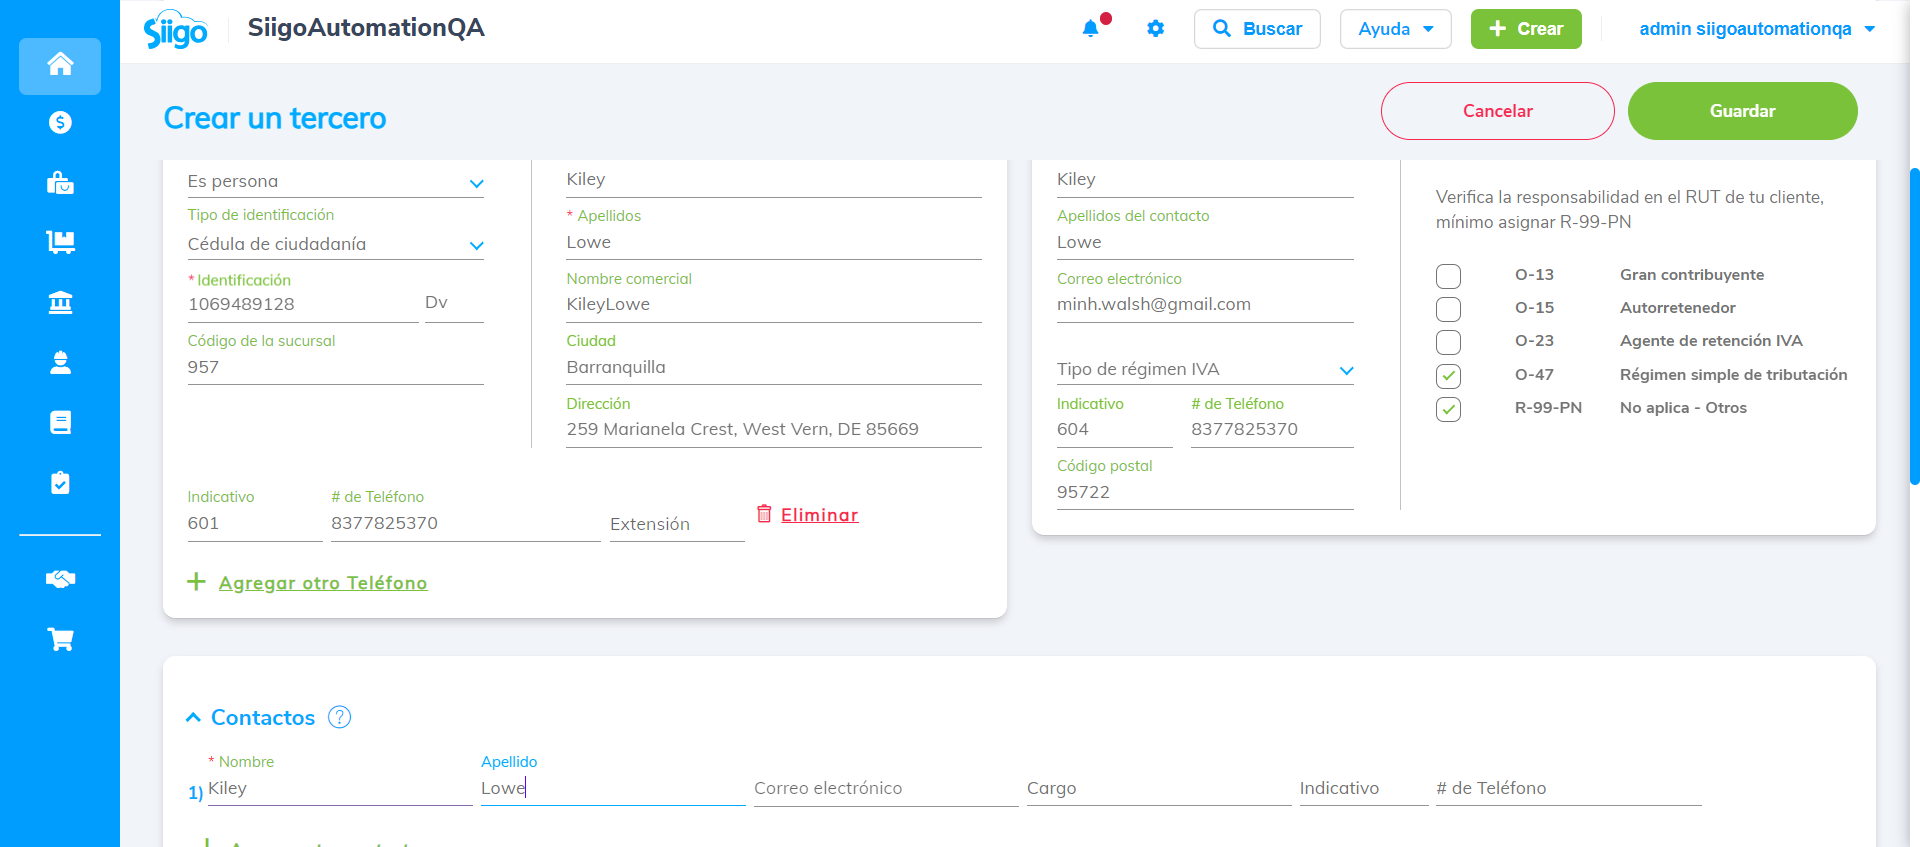 Siigo
SiigoAutomationQA
Buscar
Ayuda
Crear
admin siigoautomationqa
Crear un tercero
Cancelar
Guardar
Es persona
Tipo de identificación
Cédula de ciudadanía
* Identificación
1069489128
Dv
Código de la sucursal
957
Kiley
* Apellidos
Lowe
Nombre comercial
KileyLowe
Ciudad
Barranquilla
Dirección
259 Marianela Crest, West Vern, DE 85669
Indicativo
601
# de Teléfono
8377825370
Extensión
Eliminar
Agregar otro Teléfono
Kiley
Apellidos del contacto
Lowe
Correo electrónico
minh.walsh@gmail.com
Tipo de régimen IVA
Indicativo
604
# de Teléfono
8377825370
Código postal
95722
Verifica la responsabilidad en el RUT de tu cliente,
mínimo asignar R-99-PN
O-13 Gran contribuyente
O-15 Autorretenedor
O-23 Agente de retención IVA
O-47 Régimen simple de tributación
R-99-PN No aplica - Otros
Contactos ?
* Nombre
Apellido
1) Kiley
Lowe
Correo electrónico
Cargo
Indicativo
# de Teléfono